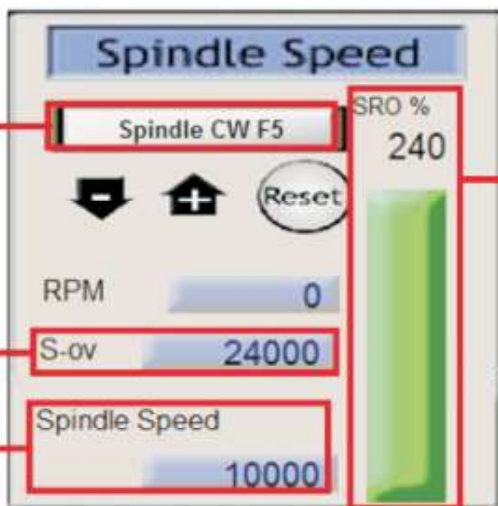 Spindle Speed
Spindle CW F5
SRO %
240
-
+
Reset
RPM
0
S-ov
24000
Spindle Speed
10000